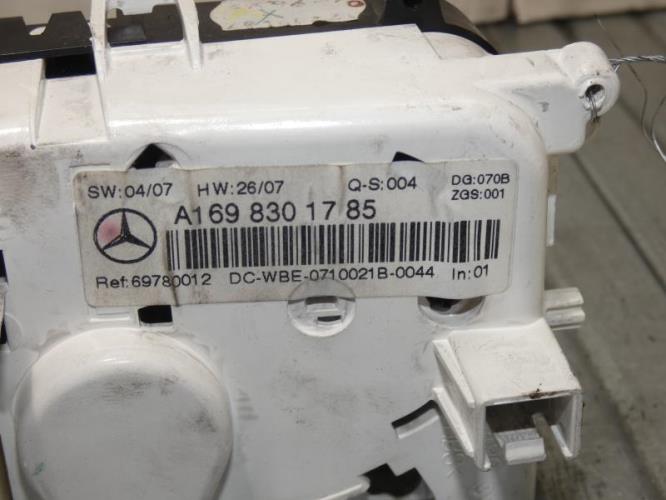 SW:04/07 HW:26/07 Q-S:004 DG:070B
ZGS:001
A169 830 17 85
Ref:69780012 DC-WBE-0710021B-0044 In:01